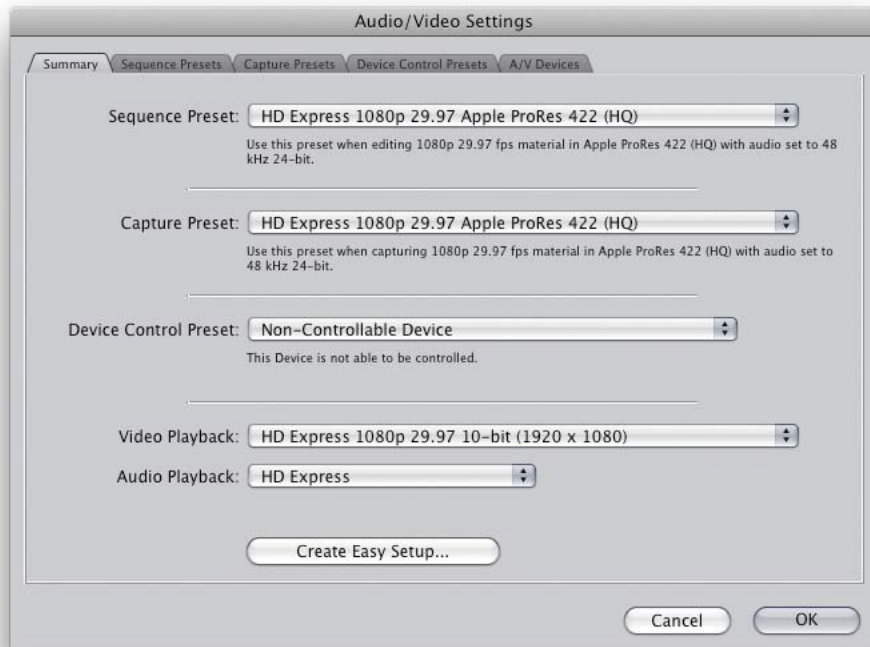 Audio/Video Settings
Summary Sequence Presets Capture Presets Device Control Presets A/V Devices
Sequence Preset: HD Express 1080p 29.97 Apple ProRes 422 (HQ)
Use this preset when editing 1080p 29.97 fps material in Apple ProRes 422 (HQ) with audio set to 48
kHz 24-bit.
Capture Preset: HD Express 1080p 29.97 Apple ProRes 422 (HQ)
Use this preset when capturing 1080p 29.97 fps material in Apple ProRes 422 (HQ) with audio set to
48 kHz 24-bit.
Device Control Preset: Non-Controllable Device
This Device is not able to be controlled.
Video Playback: HD Express 1080p 29.97 10-bit (1920 x 1080)
Audio Playback: HD Express
Create Easy Setup...
Cancel OK